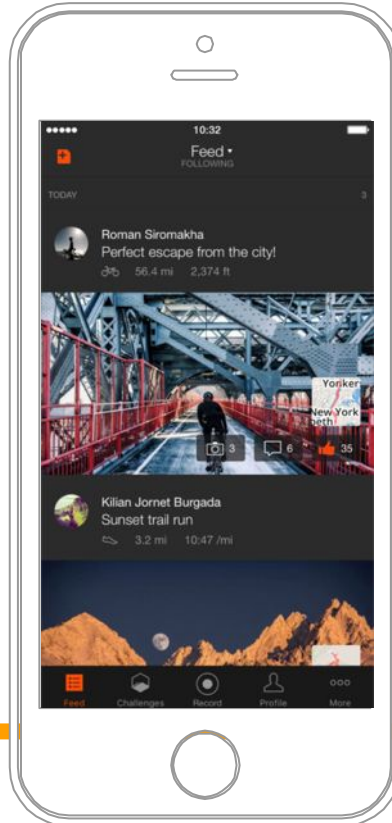 10:32
Feed
FOLLOWING
TODAY 3
Roman Siromakha
Perfect escape from the city!
56.4 mi 2,374 ft
Yonker
New York
beth
3 6 35
Kilian Jornet Burgada
Sunset trail run
3.2 mi 10:47 /mi
Feed Challenges Record Profile More